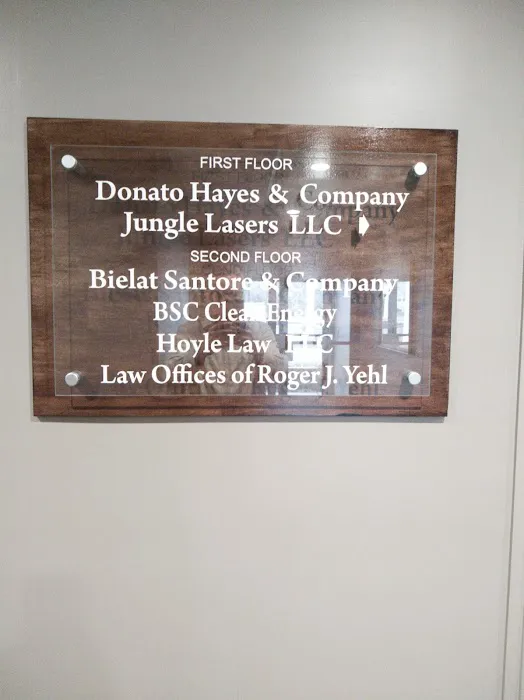 FIRST FLOOR
Donato Hayes & Company
Jungle Lasers LLC
SECOND FLOOR
Bielat Santore & Company
BSC Clean Energy
Hoyle Law LLC
Law Offices of Roger J. Yehl